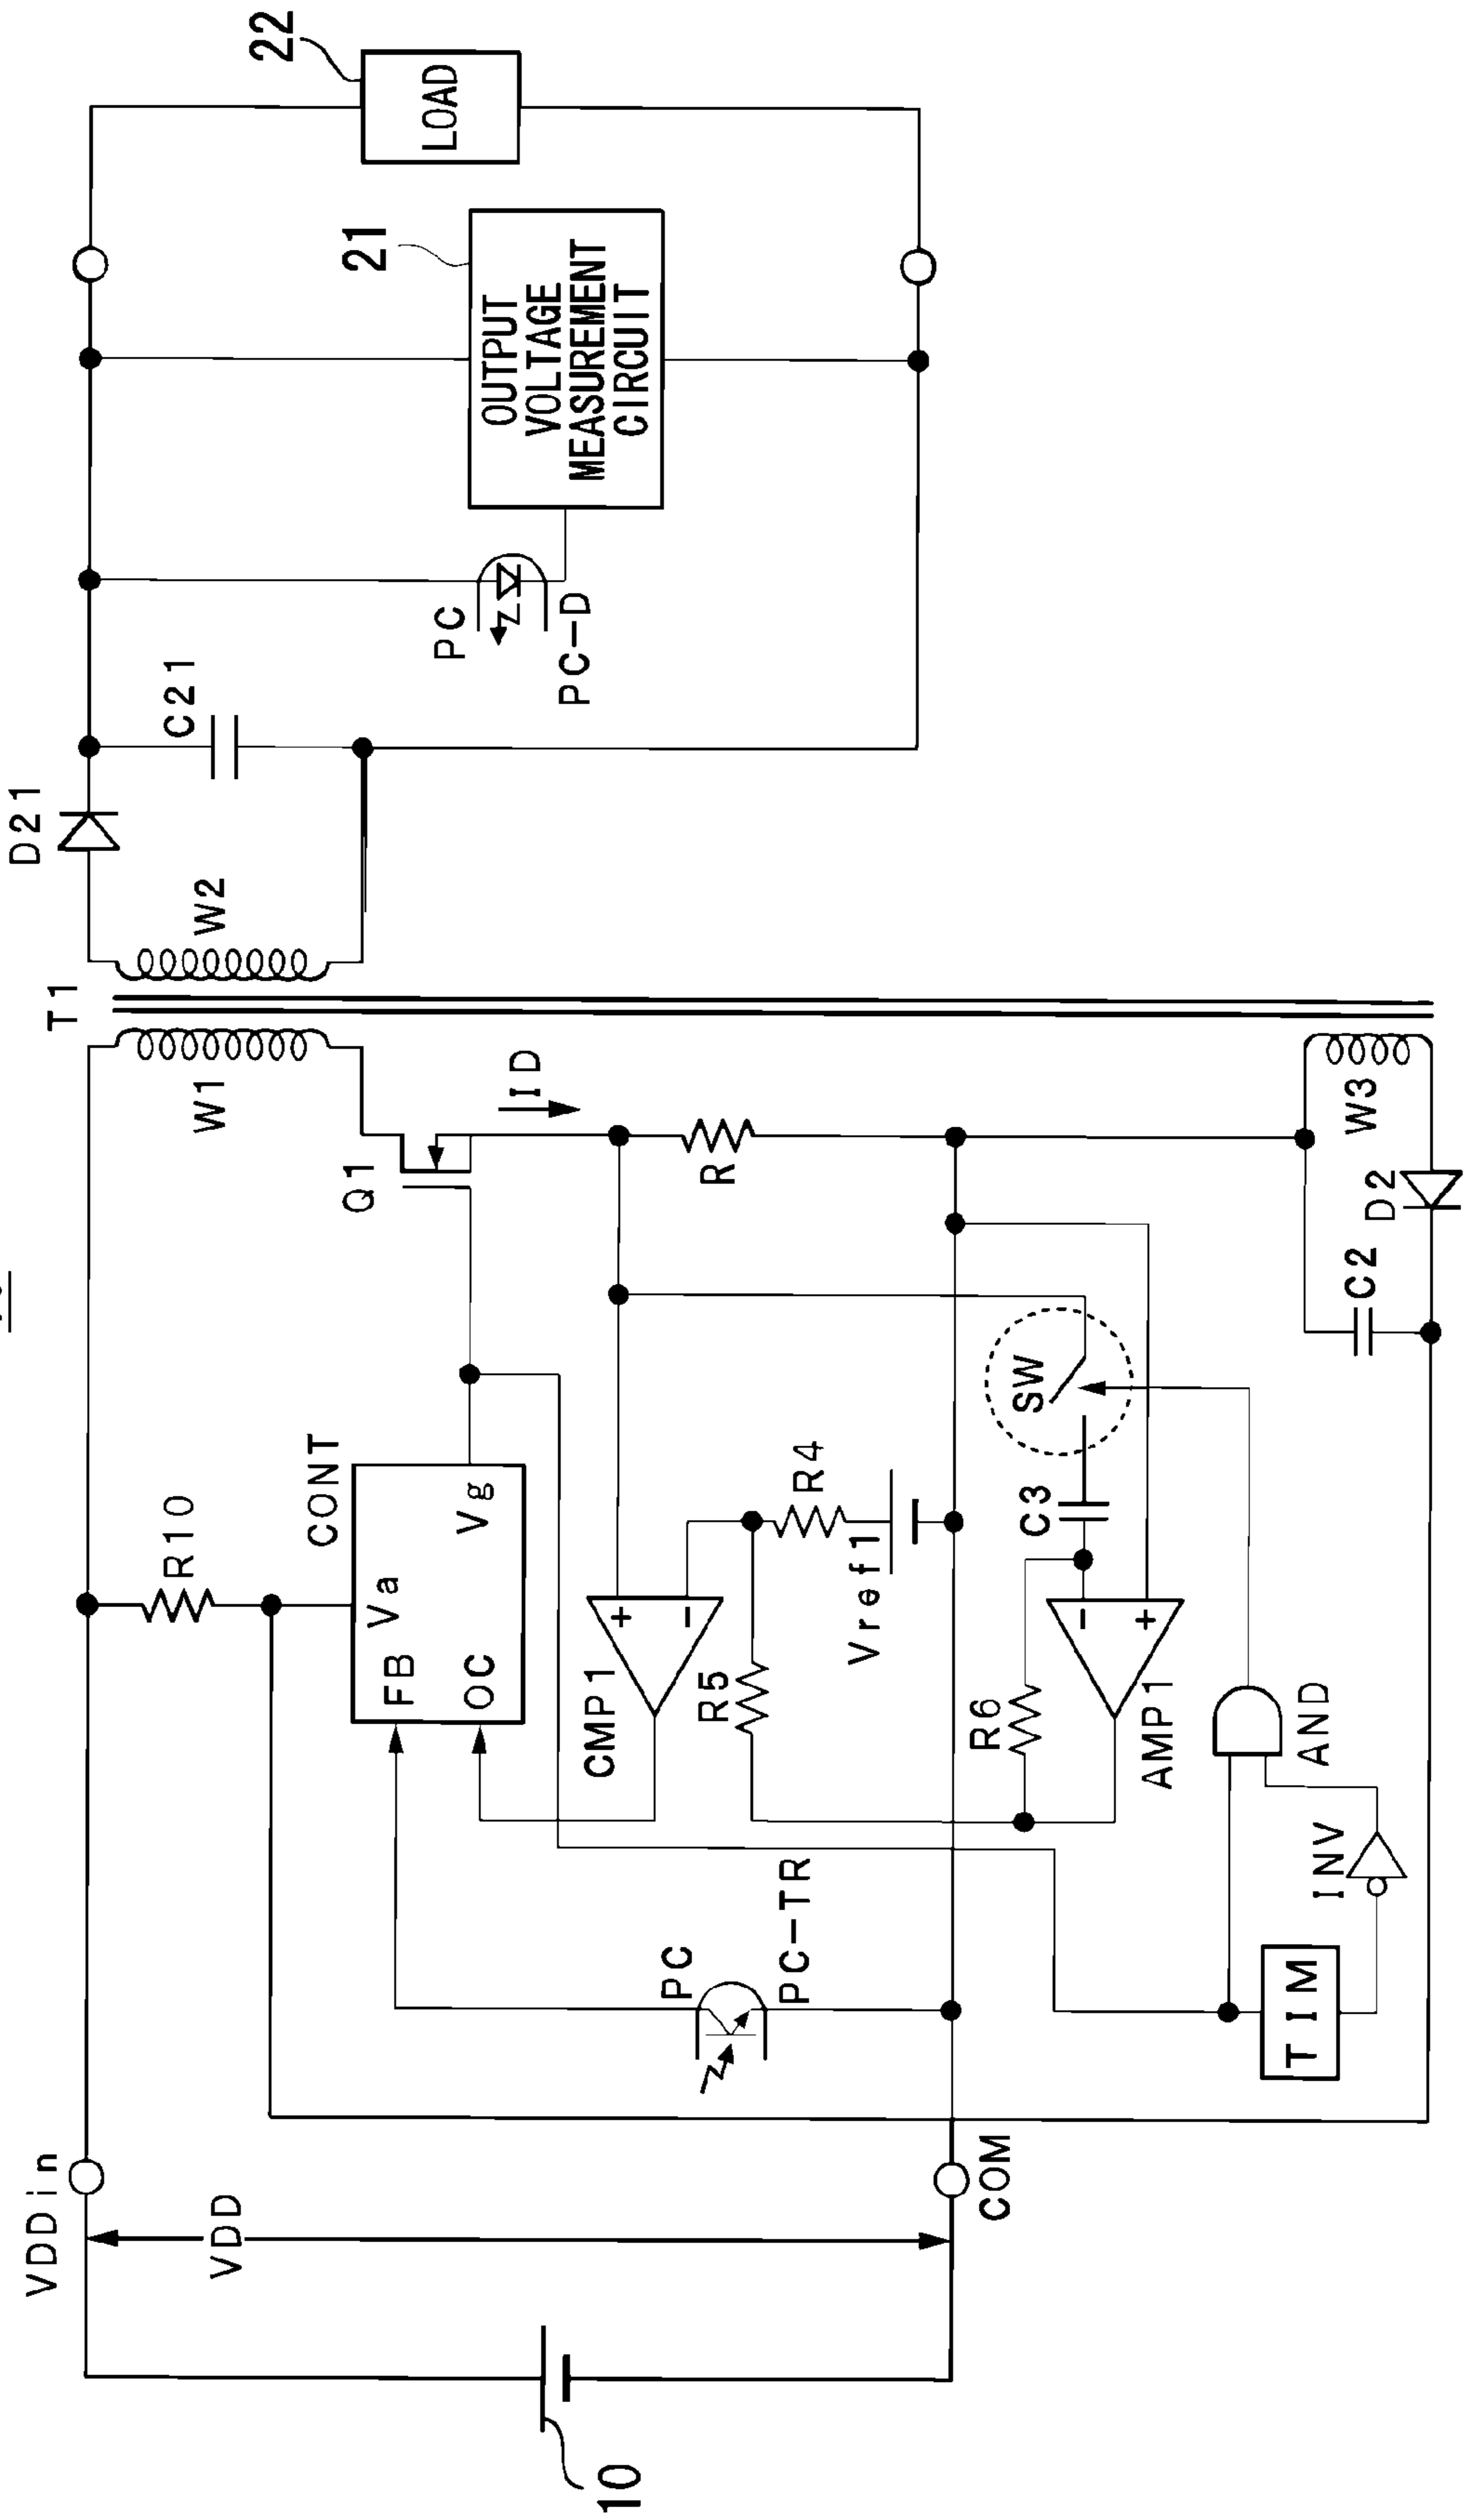 T1
D21
W1
W2
C21
22
LOAD
21
OUTPUT
VOLTAGE
MEASUREMENT
CIRCUIT
PC
PC-D
VDDin
VDD
10
COM
R10
CONT
Va
FB
OC
Vg
Q1
ID
R
CMP1
+
-
R5
R4
Vref1
PC
PC-TR
SW
C3
R6
-
+
AMP1
AND
INV
TIM
C2
D2
W3